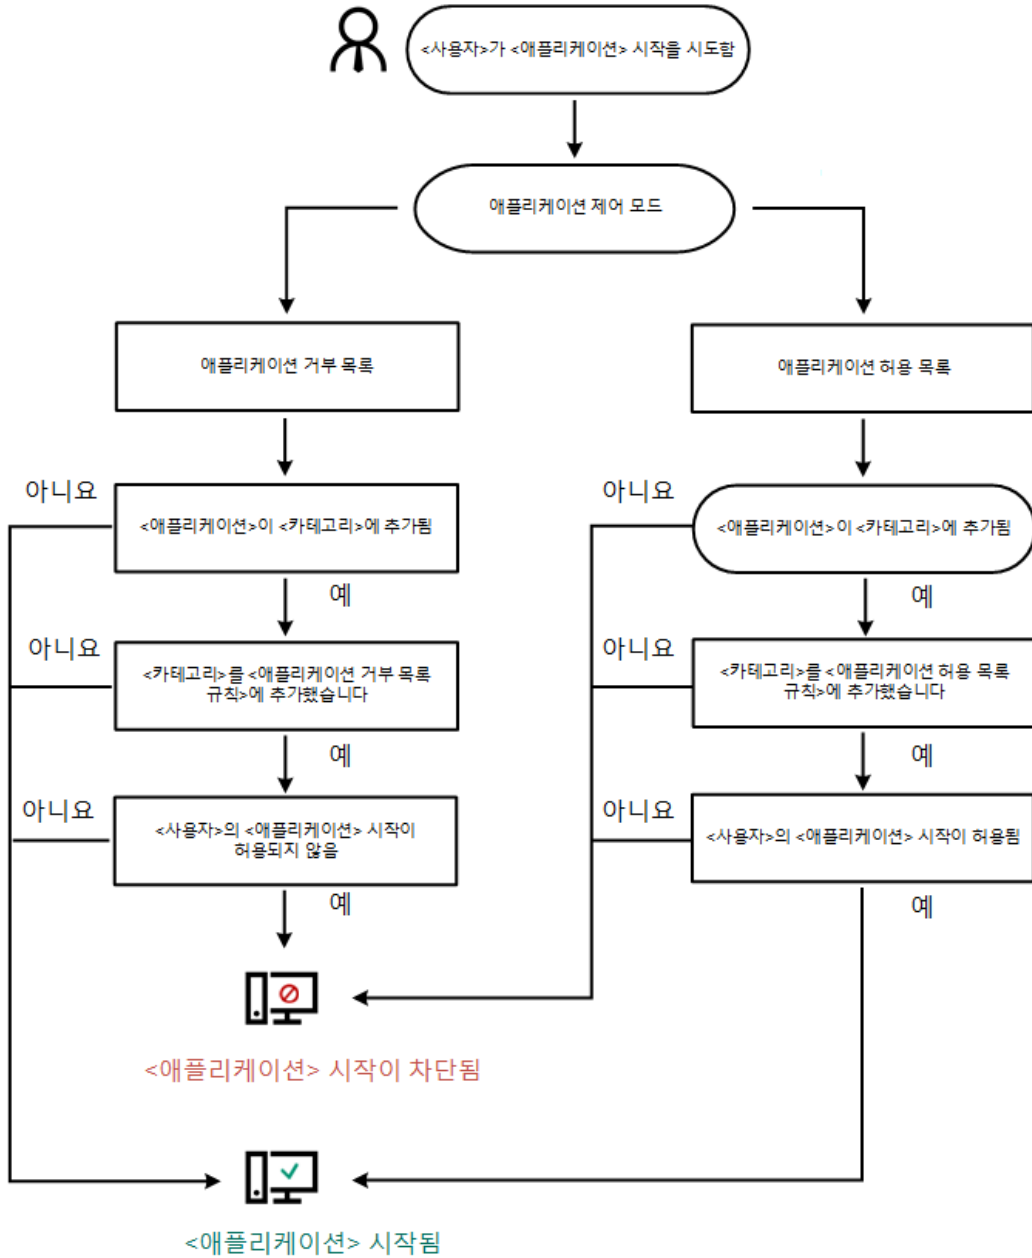 <사용자>가 <애플리케이션> 시작을 시도함
애플리케이션 제어 모드
애플리케이션 거부 목록
애플리케이션 허용 목록
아니요
<애플리케이션>이 <카테고리>에 추가됨
예
아니요
<카테고리>를 <애플리케이션 거부 목록
규칙>에 추가했습니다
예
아니요
<사용자>의 <애플리케이션> 시작이
허용되지 않음
예
아니요
<애플리케이션>이 <카테고리>에 추가됨
예
아니요
<카테고리>를 <애플리케이션 허용 목록
규칙>에 추가했습니다
예
아니요
<사용자>의 <애플리케이션> 시작이 허용됨
예
<애플리케이션> 시작이 차단됨
<애플리케이션> 시작됨